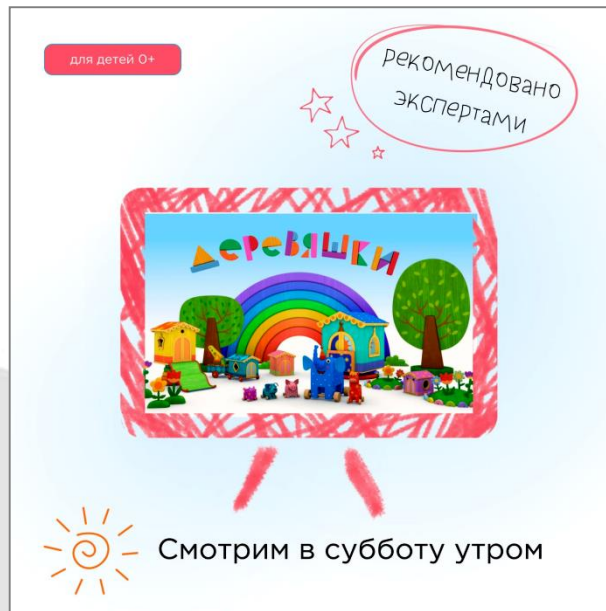 для детей 0+
рекомендовано
экспертами
деревяшки
Смотрим в субботу утром